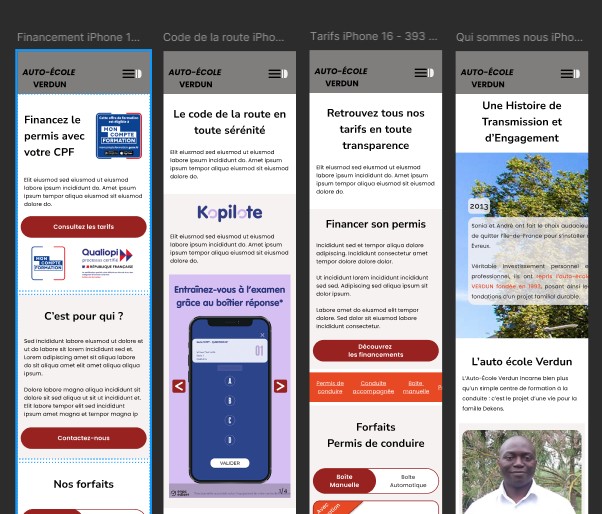 Financement iPhone 1...
AUTO-ÉCOLE
VERDUN
Financez le
permis avec
votre CPF
MON
COMPTE
FORMATION
Elit eiusmod sed eiusmod ut eiusmod
labore ipsum incididunt do. Amet ipsum
ipsum tempor aliqua eiusmod sit eiusmod
dolore do.
Consultez les tarifs
MON
COMPTE
FORMATION
Qualiopi
processus certifié
RÉPUBLIQUE FRANÇAISE
C'est pour qui ?
Sed incididunt labore eiusmod ut dolore et
ut do labore sit lorem incididunt sed et.
Lorem adipiscing amet sit aliqua labore
do sit aliqua amet elit amet aliqua aliqua
ipsum.
Dolore labore magna aliqua incididunt sit
dolore sit sed aliqua ut sit ut incididunt et.
Elit labore tempor elit sed incididunt
ipsum amet magna et tempor magna ip
Contactez-nous
Nos forfaits
Code de la route iPho...
AUTO-ÉCOLE
VERDUN
Le code de la route en
toute sérénité
Elit eiusmod sed eiusmod ut eiusmod
labore ipsum incididunt do. Amet ipsum
ipsum tempor aliqua eiusmod sit eiusmod
dolore do.
Kopilote
Elit eiusmod sed eiusmod ut eiusmod
labore ipsum incididunt do. Amet ipsum
ipsum tempor aliqua eiusmod sit eiusmod
dolore do.
Entraînez-vous à l'examen
grâce au boîtier réponse*
01
VALIDER
1/4
Tarifs iPhone 16 - 393 ...
AUTO-ÉCOLE
VERDUN
Retrouvez tous nos
tarifs en toute
transparence
Elit eiusmod sed eiusmod ut eiusmod
labore ipsum incididunt do. Amet ipsum
ipsum tempor aliqua eiusmod sit eiusmod
dolore do.
Financer son permis
Incididunt sed et tempor aliqua dolore
adipiscing. Incididunt consectetur amet
tempor dolore dolore aliqua.
Ut incididunt lorem incididunt incididunt
sed sed. Adipiscing sit eiusmod dolor sit
dolor ipsum.
Labore amet do eiusmod elit tempor
dolore. Sed dolor sit eiusmod labore
incididunt consectetur.
Découvrez
les financements
Permis de
conduire
Conduite
accompagnée
Boite
manuelle
Forfaits
Permis de conduire
Boite
Manuelle
Boite
Automatique
Avec
Qui sommes nous iPho...
AUTO-ÉCOLE
VERDUN
Une Histoire de
Transmission et
d'Engagement
2013
Sonia et André ont fait le choix audacieux
de quitter l'Île-de-France pour s'installer à
Évreux.
Véritable investissement personnel et
professionnel, ils ont repris l'auto-école
VERDUN fondée en 1993, posant ainsi les
fondations d'un projet familial durable.
L'auto école Verdun
L'Auto-École Verdun incarne bien plus
qu'un simple centre de formation à la
conduite : c'est le projet d'une vie pour la
famille Dekens.